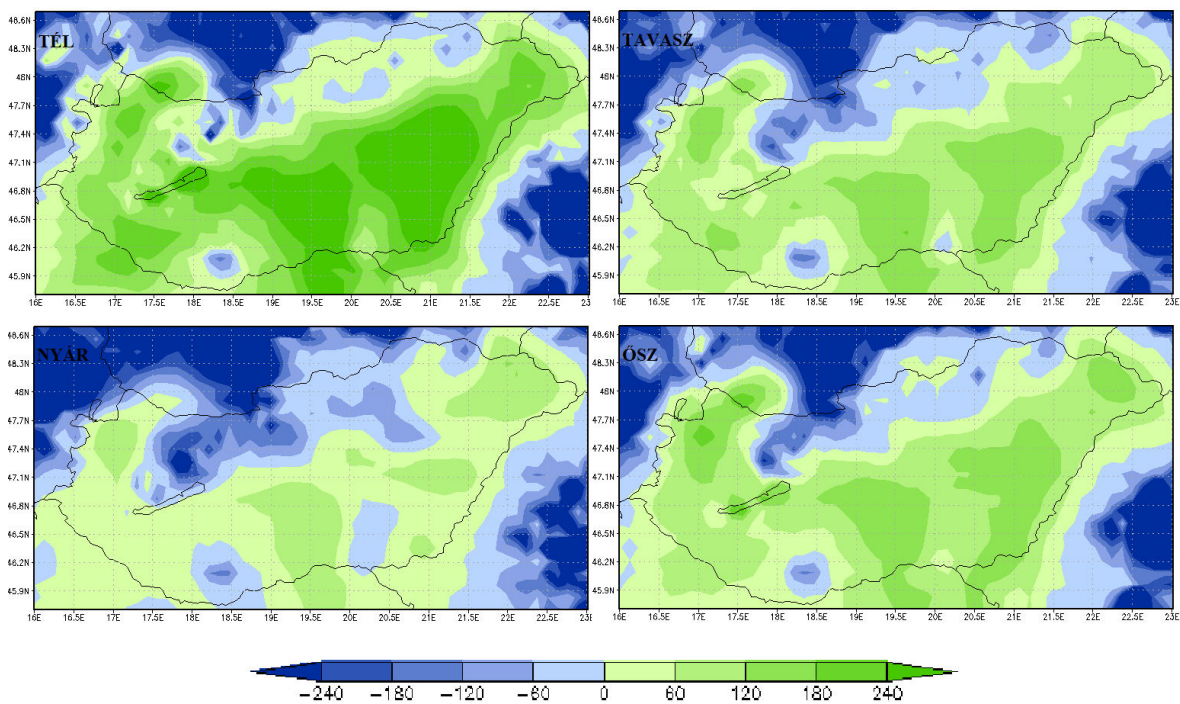 48.6N
TÉL
48.3N
48N
47.7N
47.4N
47.1N
46.8N
46.5N
46.2N
45.9N
16E 16.5E 17E 17.5E 18E 18.5E 19E 19.5E 20E 20.5E 21E 21.5E 22E 22.5E 23
48.6N
TAVASZ
48.3N
48N
47.7N
47.4N
47.1N
46.8N
46.5N
46.2N
45.9N
16E 16.5E 17E 17.5E 18E 18.5E 19E 19.5E 20E 20.5E 21E 21.5E 22E 22.5E 23E
48.6N
NYÁR
48.3N
48N
47.7N
47.4N
47.1N
46.8N
46.5N
46.2N
45.9N
16E 16.5E 17E 17.5E 18E 18.5E 19E 19.5E 20E 20.5E 21E 21.5E 22E 22.5E 23E
48.6N
ŐSZ
48.3N
48N
47.7N
47.4N
47.1N
46.8N
46.5N
46.2N
45.9N
16E 16.5E 17E 17.5E 18E 18.5E 19E 19.5E 20E 20.5E 21E 21.5E 22E 22.5E 23E
−240 −180 −120 −60 0 60 120 180 240